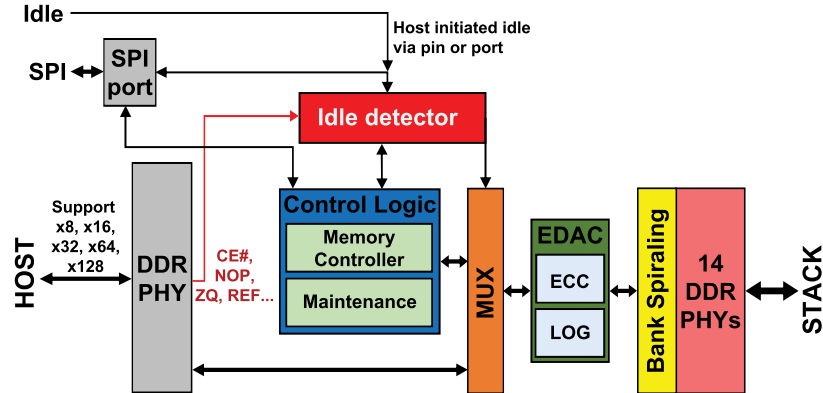 Idle
Host initiated idle
via pin or port
SPI
SPI
port
Idle detector
Support
x8, x16,
x32, x64,
x128
HOST
DDR
PHY
CE#,
NOP,
ZQ, REF...
Control Logic
Memory
Controller
Maintenance
MUX
EDAC
ECC
LOG
Bank Spiraling
14
DDR
PHYs
STACK